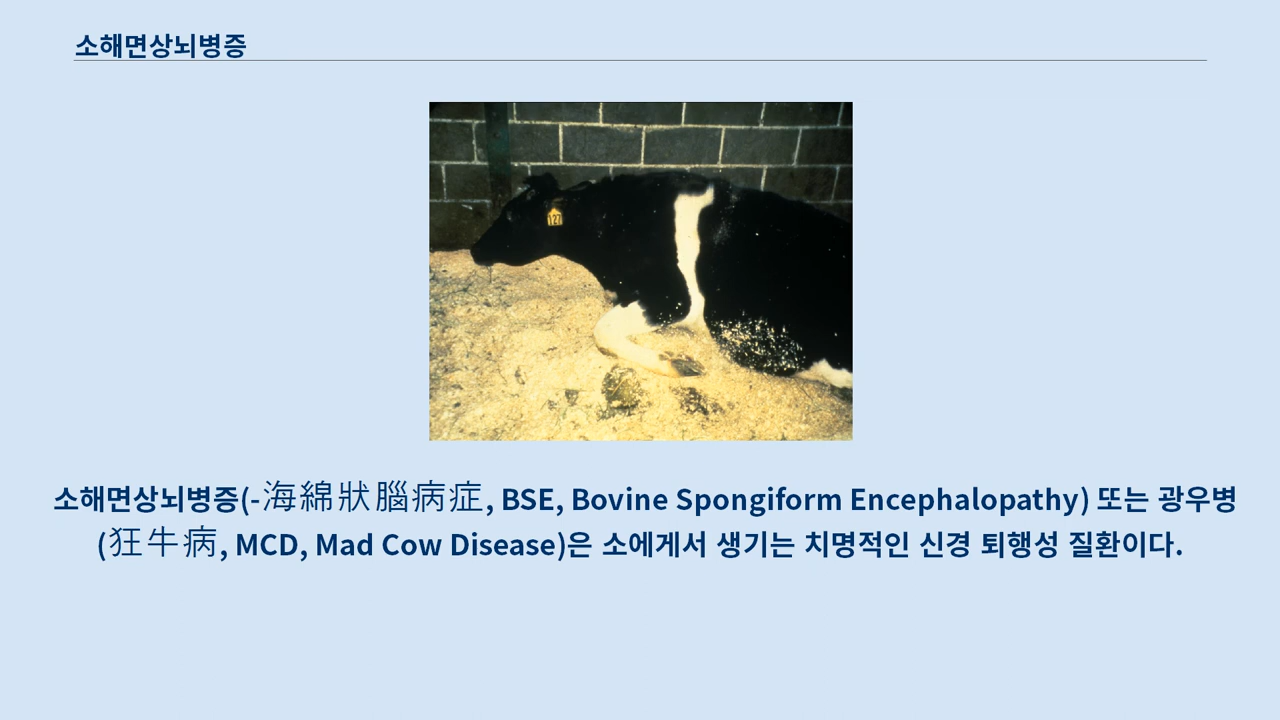 소해면상뇌병증
127
소해면상뇌병증(-海綿狀腦病症, BSE, Bovine Spongiform Encephalopathy) 또는 광우병
(狂牛病, MCD, Mad Cow Disease)은 소에게서 생기는 치명적인 신경 퇴행성 질환이다.